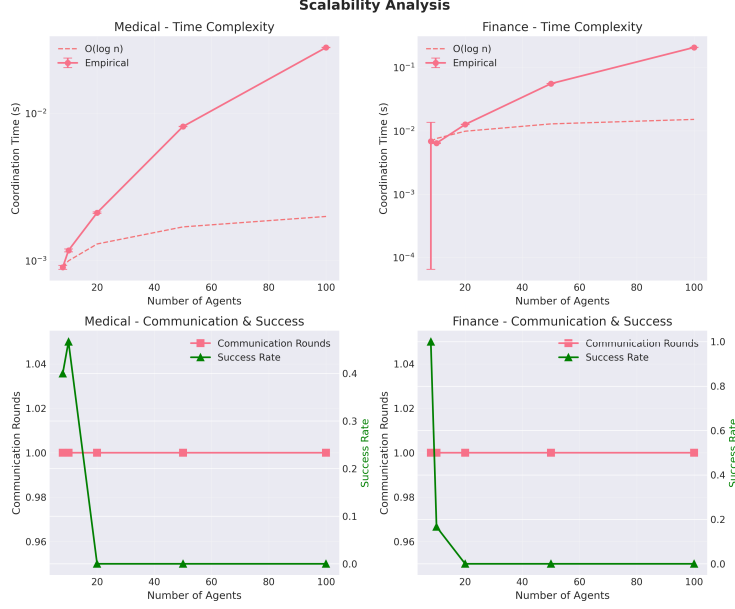 Scalability Analysis
Medical - Time Complexity
O(log n)
Empirical
Coordination Time (s)
10⁻²
10⁻³
20 40 60 80 100
Number of Agents
Finance - Time Complexity
O(log n)
Empirical
Coordination Time (s)
10⁻¹
10⁻²
10⁻³
10⁻⁴
20 40 60 80 100
Number of Agents
Medical - Communication & Success
Communication Rounds
Success Rate
Communication Rounds
1.04
1.02
1.00
0.98
0.96
0.4
0.3
0.2
0.1
0.0
Success Rate
20 40 60 80 100
Number of Agents
Finance - Communication & Success
Communication Rounds
Success Rate
Communication Rounds
1.04
1.02
1.00
0.98
0.96
1.0
0.8
0.6
0.4
0.2
0.0
Success Rate
20 40 60 80 100
Number of Agents